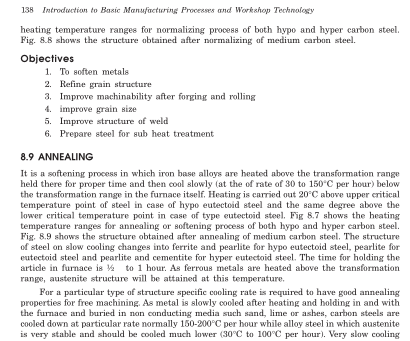 138 Introduction to Basic Manufacturing Processes and Workshop Technology
heating temperature ranges for normalizing process of both hypo and hyper carbon steel.
Fig. 8.8 shows the structure obtained after normalizing of medium carbon steel.
Objectives
1. To soften metals
2. Refine grain structure
3. Improve machinability after forging and rolling
4. improve grain size
5. Improve structure of weld
6. Prepare steel for sub heat treatment
8.9 ANNEALING
It is a softening process in which iron base alloys are heated above the transformation range
held there for proper time and then cool slowly (at the of rate of 30 to 150°C per hour) below
the transformation range in the furnace itself. Heating is carried out 20°C above upper critical
temperature point of steel in case of hypo eutectoid steel and the same degree above the
lower critical temperature point in case of type eutectoid steel. Fig 8.7 shows the heating
temperature ranges for annealing or softening process of both hypo and hyper carbon steel.
Fig. 8.9 shows the structure obtained after annealing of medium carbon steel. The structure
of steel on slow cooling changes into ferrite and pearlite for hypo eutectoid steel, pearlite for
eutectoid steel and pearlite and cementite for hyper eutectoid steel. The time for holding the
article in furnace is ½ to 1 hour. As ferrous metals are heated above the transformation
range, austenite structure will be attained at this temperature.
For a particular type of structure specific cooling rate is required to have good annealing
properties for free machining. As metal is slowly cooled after heating and holding in and with
the furnace and buried in non conducting media such sand, lime or ashes, carbon steels are
cooled down at particular rate normally 150-200°C per hour while alloy steel in which austenite
is very stable and should be cooled much lower (30°C to 100°C per hour). Very slow cooling